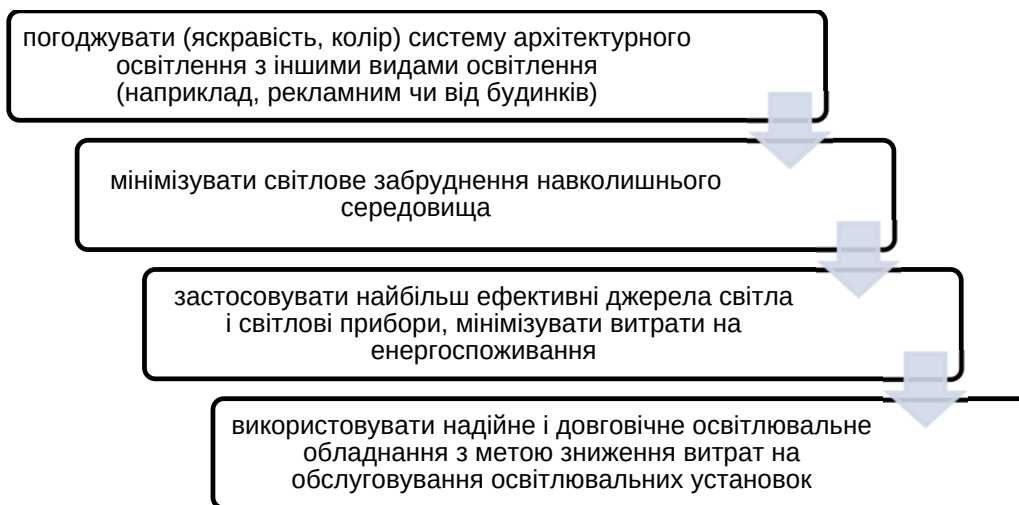 погоджувати (яскравість, колір) систему архітектурного
освітлення з іншими видами освітлення
(наприклад, рекламним чи від будинків)
мінімізувати світлове забруднення навколишнього
середовища
застосовувати найбільш ефективні джерела світла
і світлові прибори, мінімізувати витрати на
енергоспоживання
використовувати надійне і довговічне освітлювальне
обладнання з метою зниження витрат на
обслуговування освітлювальних установок